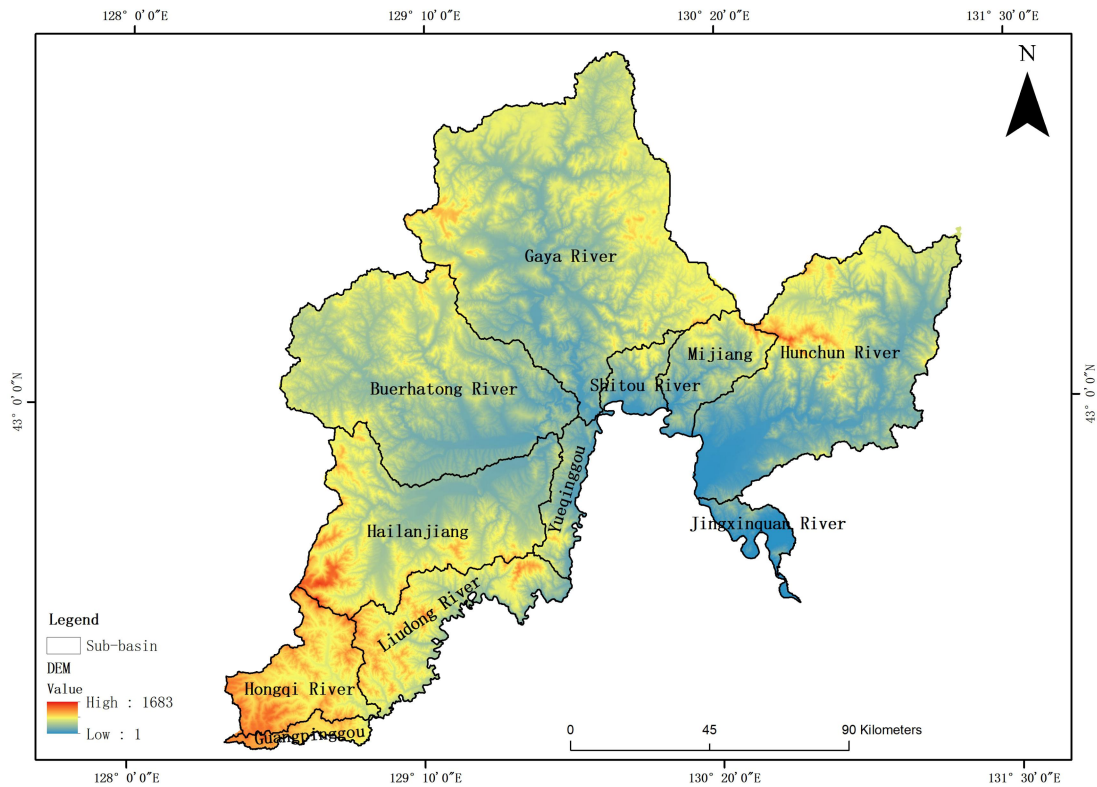 128° 0′0″E
129° 10′0″E
130° 20′0″E
131° 30′0″E
N
Gaya River
Mijiang
Hunchun River
Shitou River
Buerhatong River
43° 0′0″N
43° 0′0″N
Yueqinggou
Hailanjiang
Jingxinquan River
Liudong River
Legend
Sub-basin
DEM
Value
High : 1683
Low : 1
Hongqi River
Guangpinggou
0 45 90 Kilometers
128° 0′0″E
129° 10′0″E
130° 20′0″E
131° 30′0″E